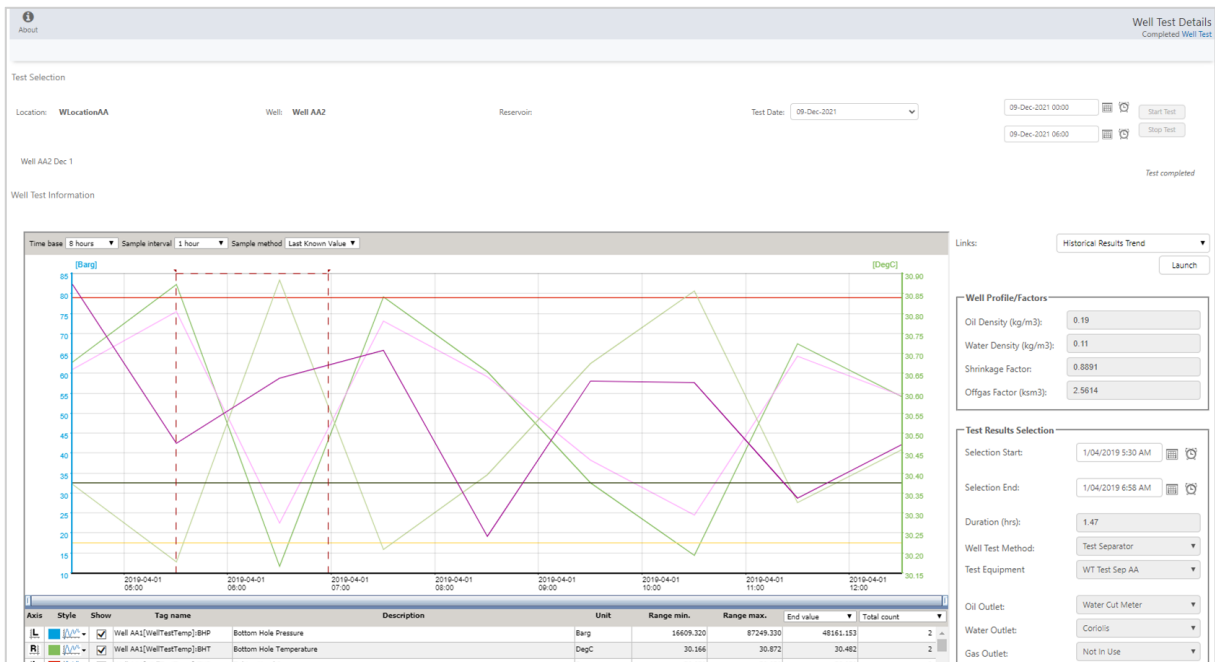 About
Well Test Details
Completed Well Test
Test Selection
Location: WLocationAA Well: Well AA2 Reservoir: Test Date: 09-Dec-2021 09-Dec-2021 00:00 Start Test
09-Dec-2021 06:00 Stop Test
Well AA2 Dec 1
Test completed
Well Test Information
Time base 8 hours Sample interval 1 hour Sample method Last Known Value
[Barg] [DegC]
85 30.90
80 30.85
75 30.80
70 30.75
65 30.70
60 30.65
55 30.60
50 30.55
45 30.50
40 30.45
35 30.40
30 30.35
25 30.30
20 30.25
15 30.20
10 30.15
2019-04-01 2019-04-01 2019-04-01 2019-04-01 2019-04-01 2019-04-01 2019-04-01 2019-04-01
05:00 06:00 07:00 08:00 09:00 10:00 11:00 12:00
Axis Style Show Tag name Description Unit Range min. Range max. End value Total count
L Well AA1[WellTestTemp]:BHP Bottom Hole Pressure Barg 16609.320 87249.330 48161.153 2
R Well AA1[WellTestTemp]:BHT Bottom Hole Temperature DegC 30.166 30.872 30.482 2
Links: Historical Results Trend
Launch
Well Profile/Factors
Oil Density (kg/m3): 0.19
Water Density (kg/m3): 0.11
Shrinkage Factor: 0.8891
Offgas Factor (ksm3): 2.5614
Test Results Selection
Selection Start: 1/04/2019 5:30 AM
Selection End: 1/04/2019 6:58 AM
Duration (hrs): 1.47
Well Test Method: Test Separator
Test Equipment WT Test Sep AA
Oil Outlet: Water Cut Meter
Water Outlet: Coriolis
Gas Outlet: Not In Use